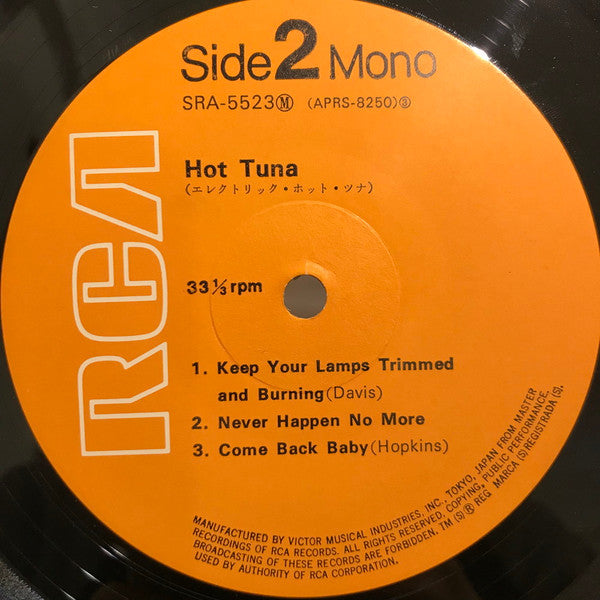 Side 2 Mono
SRA-5523Ⓜ (APRS-8250)③
RCA
Hot Tuna
(エレクトリック・ホット・ツナ)
33⅓ rpm
1. Keep Your Lamps Trimmed
and Burning(Davis)
2. Never Happen No More
3. Come Back Baby(Hopkins)
MANUFACTURED BY VICTOR MUSICAL INDUSTRIES, INC., TOKYO, JAPAN FROM MASTER
RECORDINGS OF RCA RECORDS. ALL RIGHTS RESERVED. COPYING, PUBLIC PERFORMANCE,
BROADCASTING OF THESE RECORDS ARE FORBIDDEN. TM (S) ® REG MARCA (S) REGISTRADA (S).
USED BY AUTHORITY OF RCA CORPORATION.